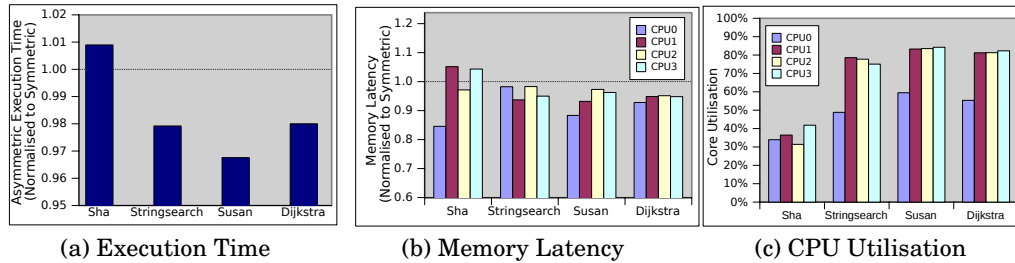 Asymmetric Execution Time
(Normalised to Symmetric)
1.02
1.01
1.00
0.99
0.98
0.97
0.96
0.95
Sha
Stringsearch
Susan
Dijkstra
(a) Execution Time
Memory Latency
(Normalised to Symmetric)
1.2
1.1
1.0
0.9
0.8
0.7
0.6
CPU0
CPU1
CPU2
CPU3
Sha
Stringsearch
Susan
Dijkstra
(b) Memory Latency
Core Utilisation
100%
90%
80%
70%
60%
50%
40%
30%
20%
10%
0%
CPU0
CPU1
CPU2
CPU3
Sha
Stringsearch
Susan
Dijkstra
(c) CPU Utilisation